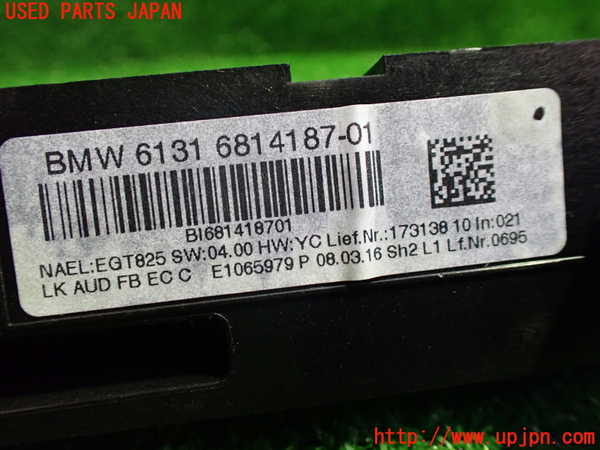 USED PARTS JAPAN
BMW 6131 6814187-01
BI681418701
NAEL:EGT825 SW:04.00 HW:YC Lief.Nr.:173138 10 In:021
LK AUD FB EC C E1065979 P 08.03.16 Sh2 L1 Lf.Nr.0695
http://www.upjpn.com/